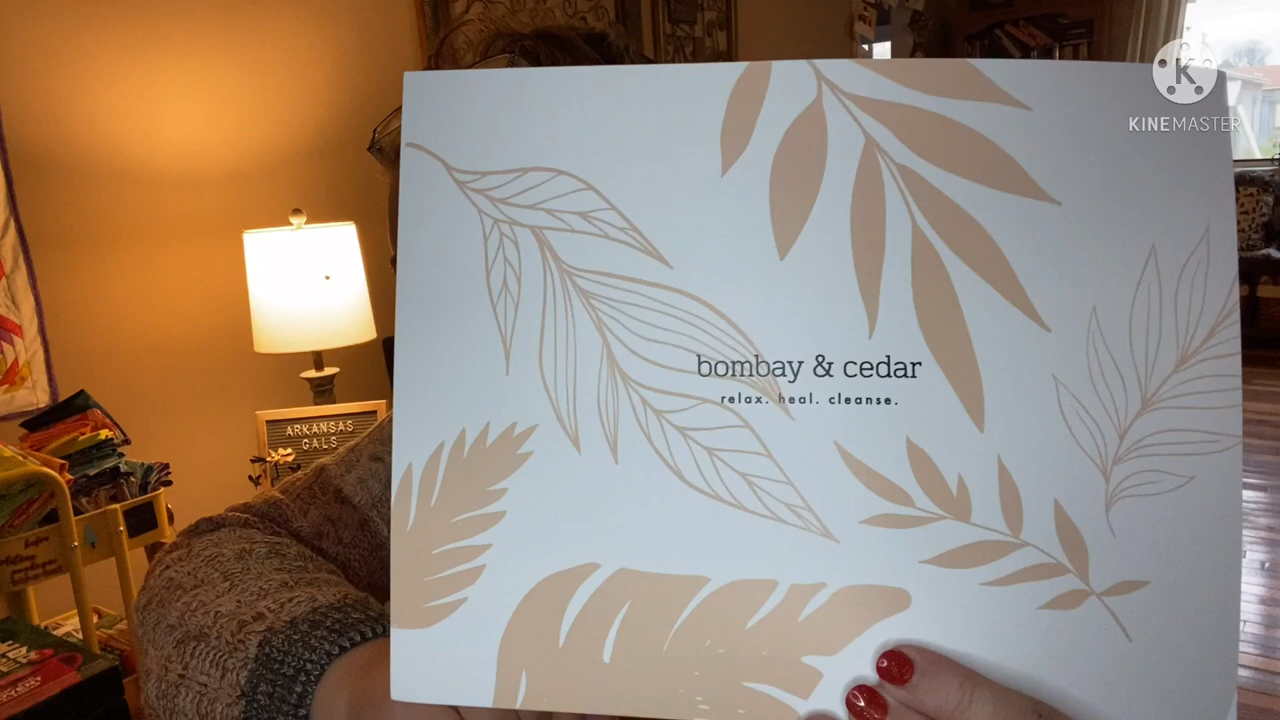 KINEMASTER
bombay & cedar
relax. heal. cleanse.
ARKANSAS
GALS